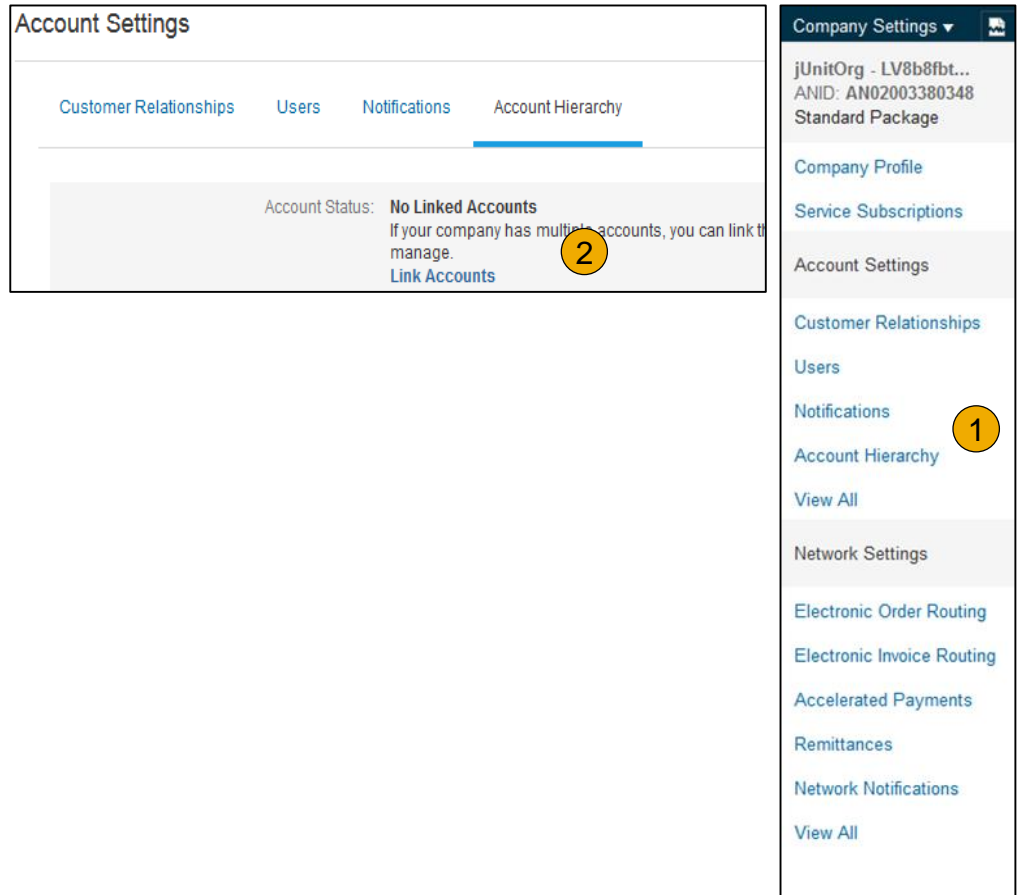 Account Settings
Customer Relationships Users Notifications Account Hierarchy
Account Status: No Linked Accounts
If your company has multiple accounts, you can link
manage.
2
Link Accounts
Company Settings ▾
jUnitOrg - LV8b8fbt...
ANID: AN02003380348
Standard Package
Company Profile
Service Subscriptions
Account Settings
Customer Relationships
Users
Notifications
1
Account Hierarchy
View All
Network Settings
Electronic Order Routing
Electronic Invoice Routing
Accelerated Payments
Remittances
Network Notifications
View All